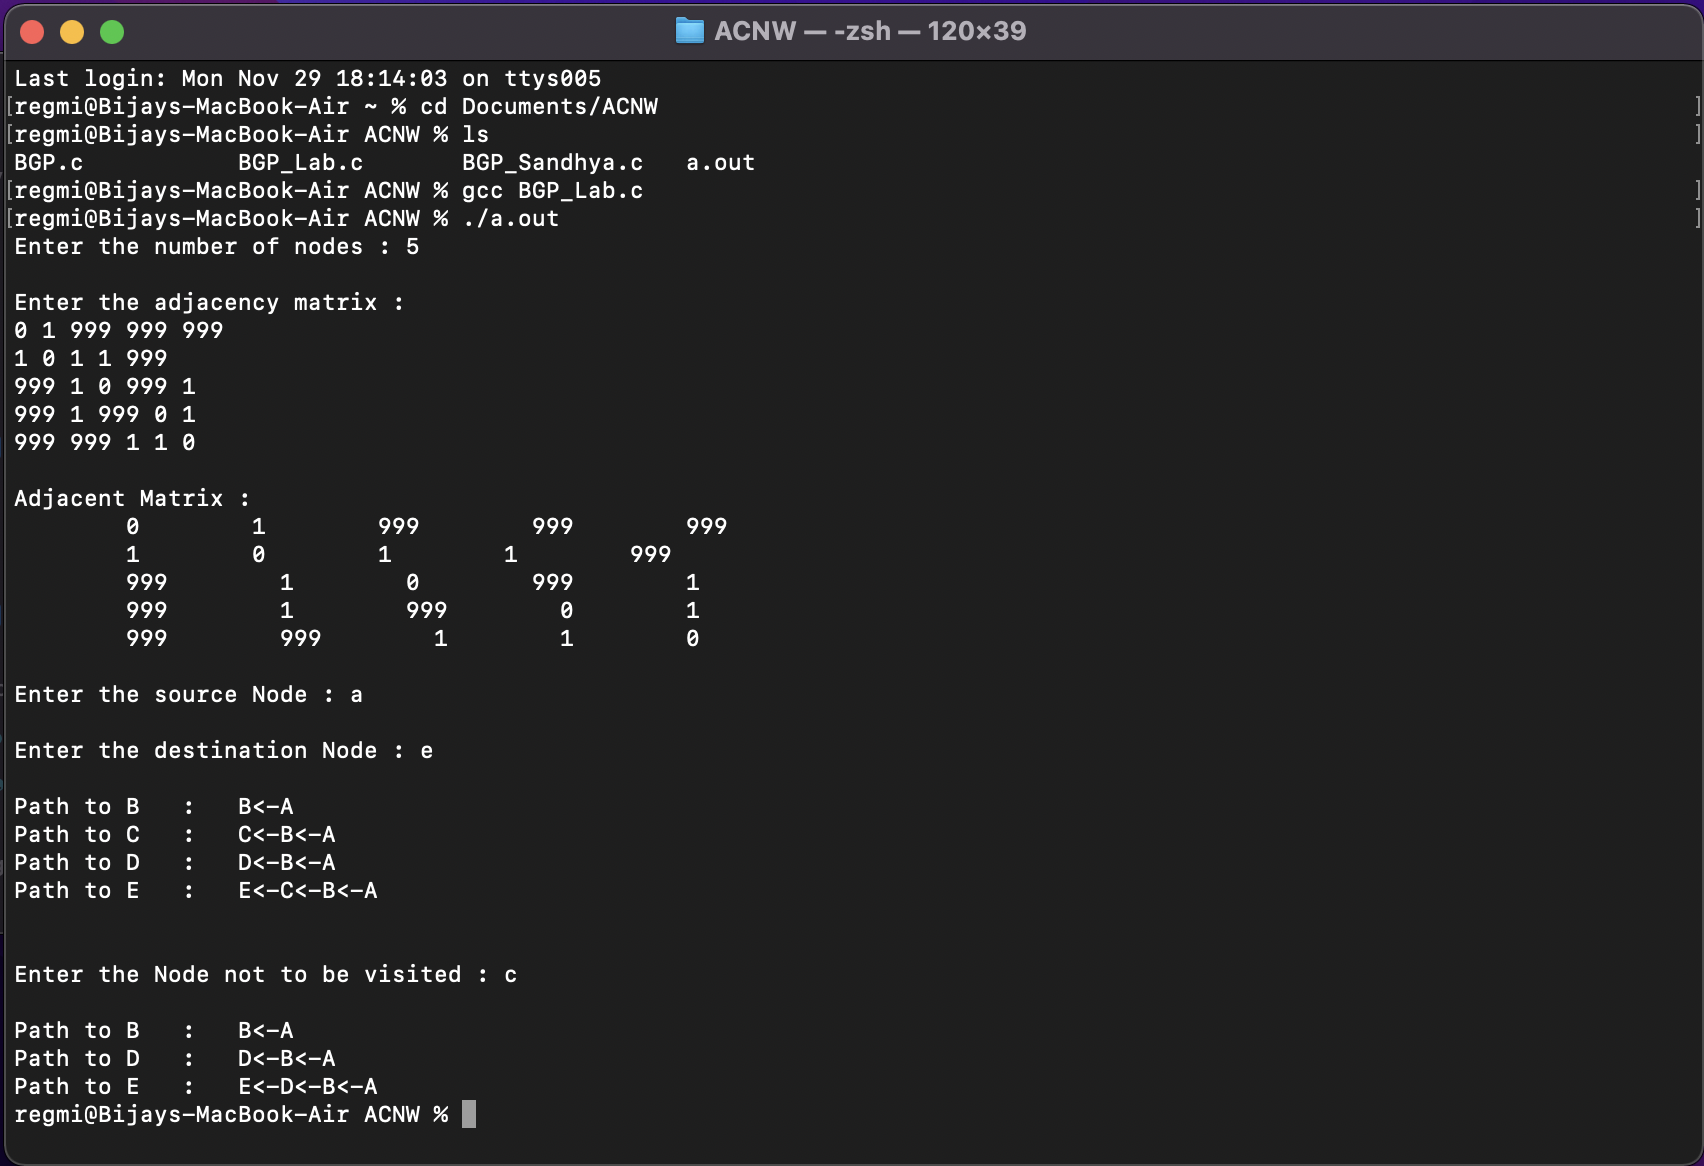 ACNW — -zsh — 120×39
Last login: Mon Nov 29 18:14:03 on ttys005
[regmi@Bijays-MacBook-Air ~ % cd Documents/ACNW ]
[regmi@Bijays-MacBook-Air ACNW % ls ]
BGP.c           BGP_Lab.c       BGP_Sandhya.c   a.out
[regmi@Bijays-MacBook-Air ACNW % gcc BGP_Lab.c ]
[regmi@Bijays-MacBook-Air ACNW % ./a.out ]
Enter the number of nodes : 5
Enter the adjacency matrix :
0 1 999 999 999
1 0 1 1 999
999 1 0 999 1
999 1 999 0 1
999 999 1 1 0
Adjacent Matrix :
        0        1        999        999        999
        1        0        1        1        999
        999        1        0        999        1
        999        1        999        0        1
        999        999        1        1        0
Enter the source Node : a
Enter the destination Node : e
Path to B   :   B<-A
Path to C   :   C<-B<-A
Path to D   :   D<-B<-A
Path to E   :   E<-C<-B<-A
Enter the Node not to be visited : c
Path to B   :   B<-A
Path to D   :   D<-B<-A
Path to E   :   E<-D<-B<-A
regmi@Bijays-MacBook-Air ACNW %